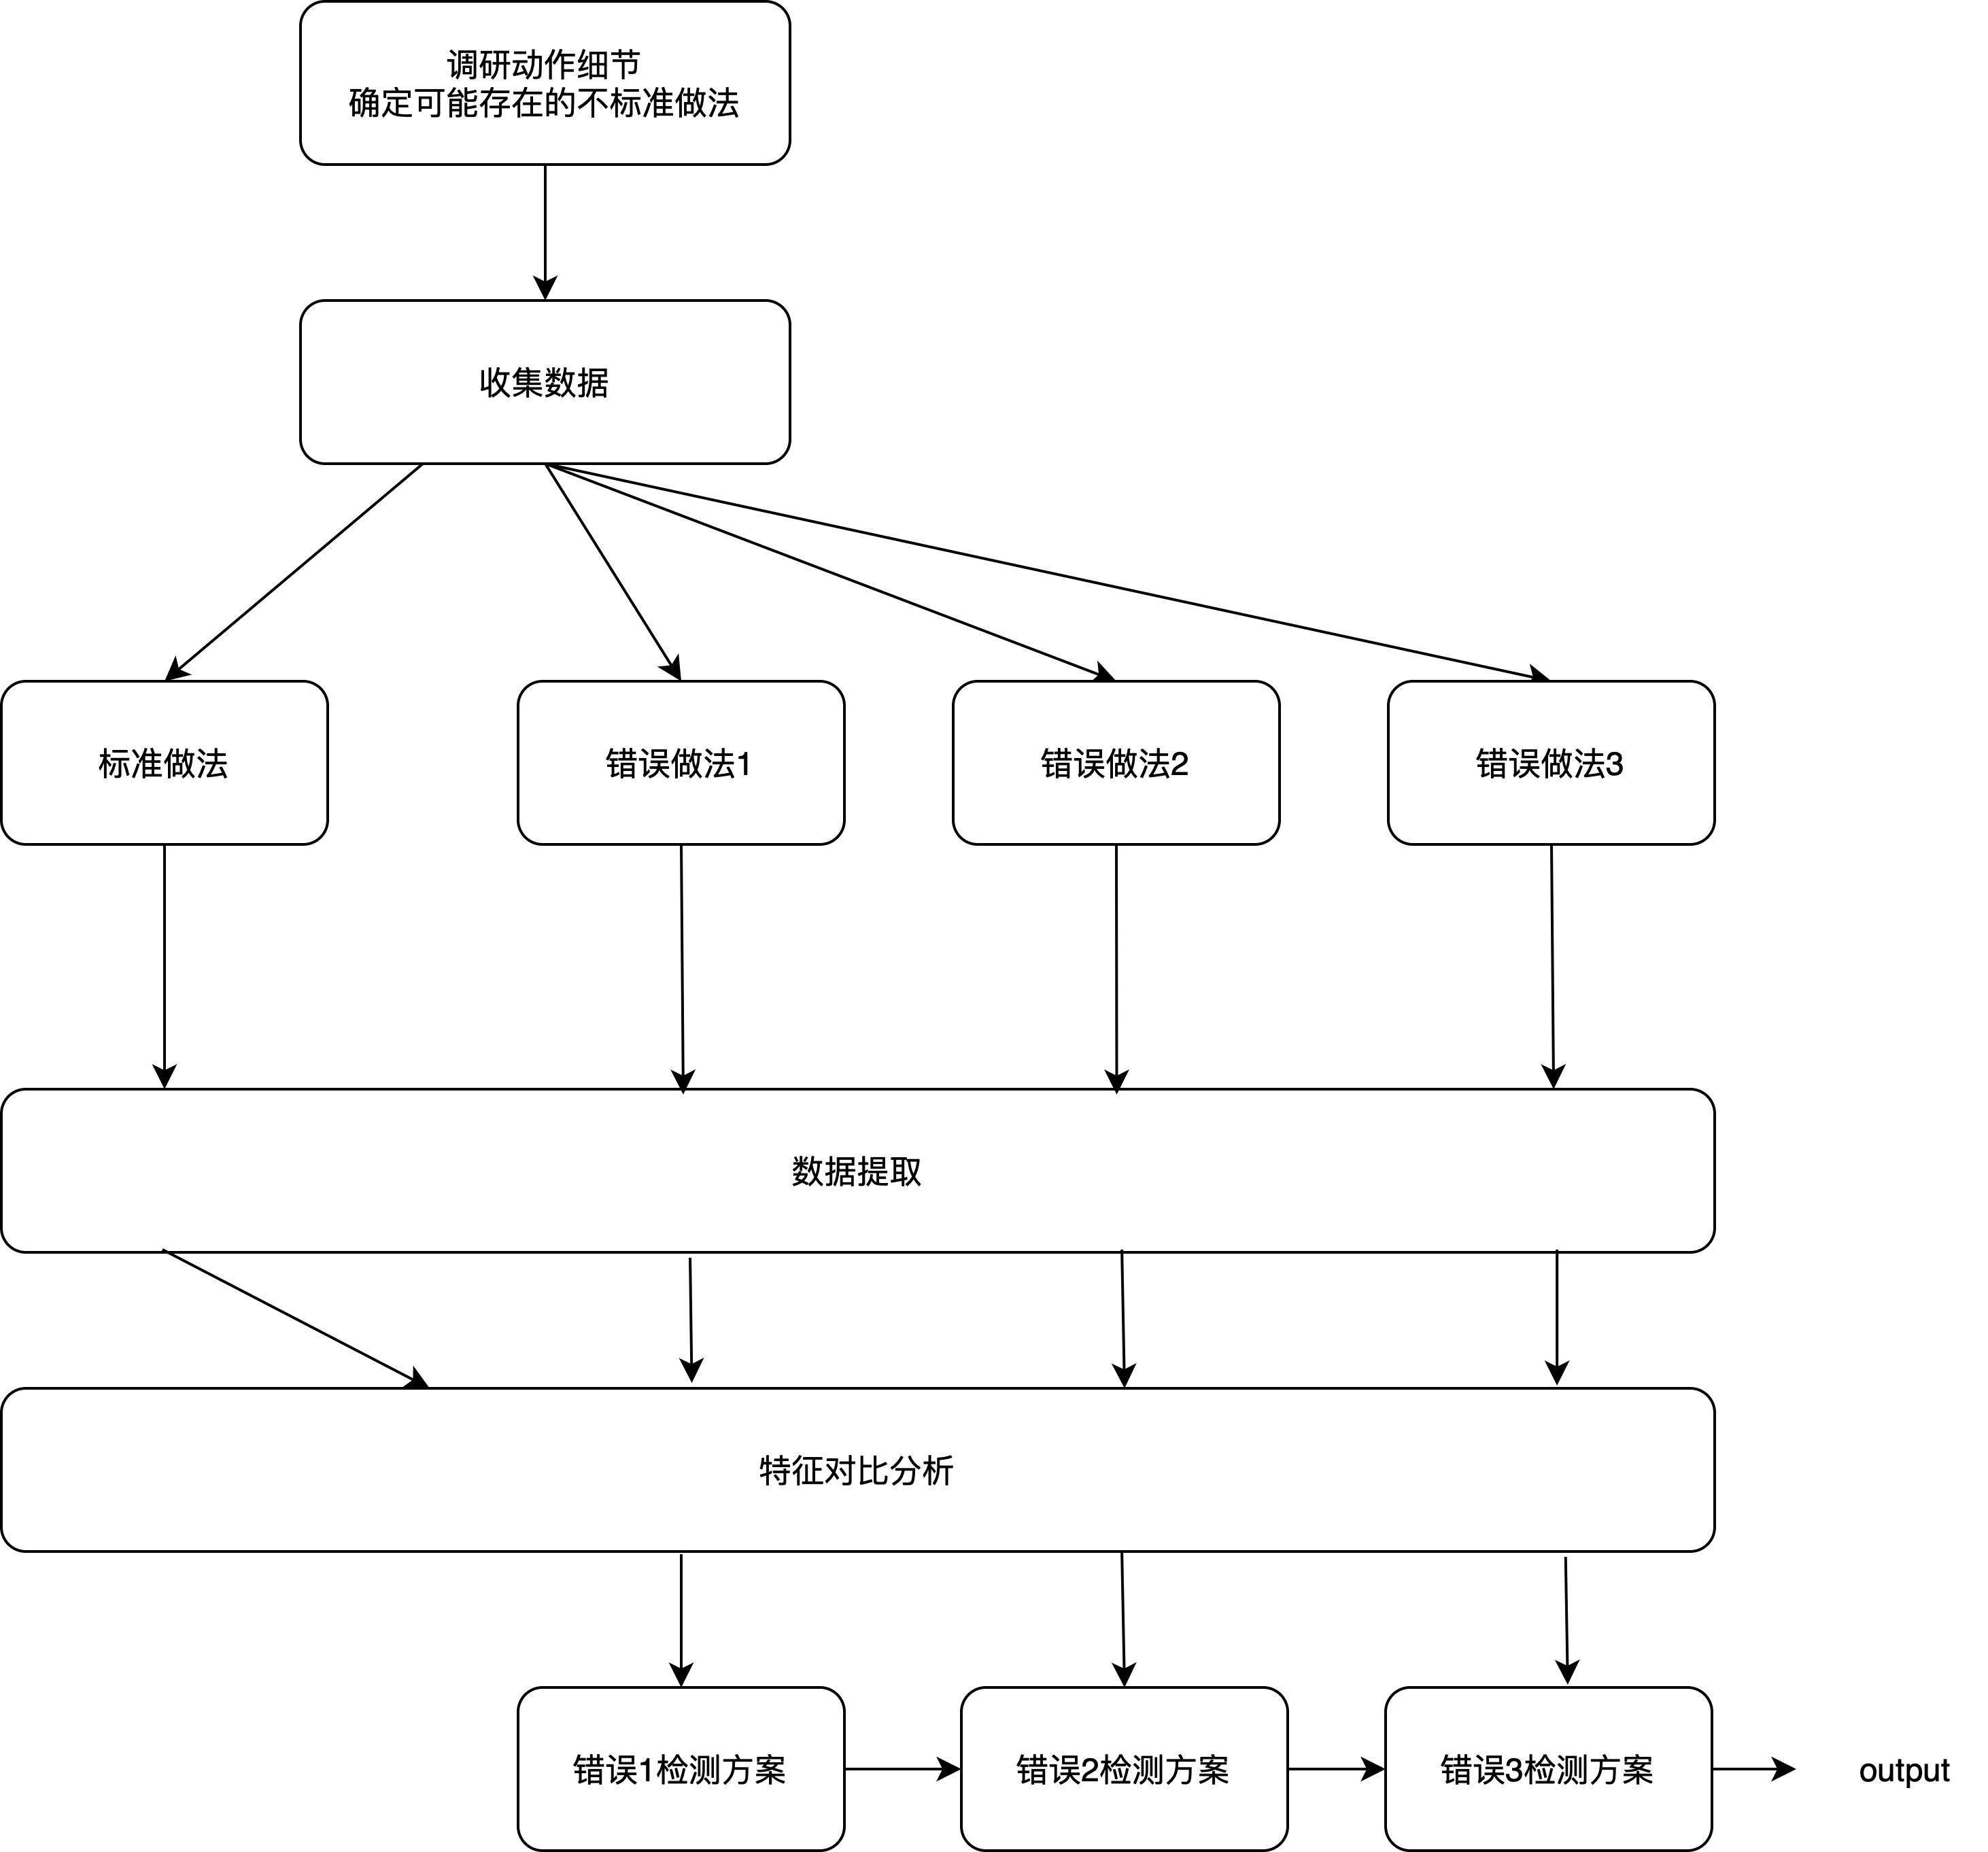 调研动作细节
确定可能存在的不标准做法
收集数据
标准做法
错误做法1
错误做法2
错误做法3
数据提取
特征对比分析
错误1检测方案
错误2检测方案
错误3检测方案
output